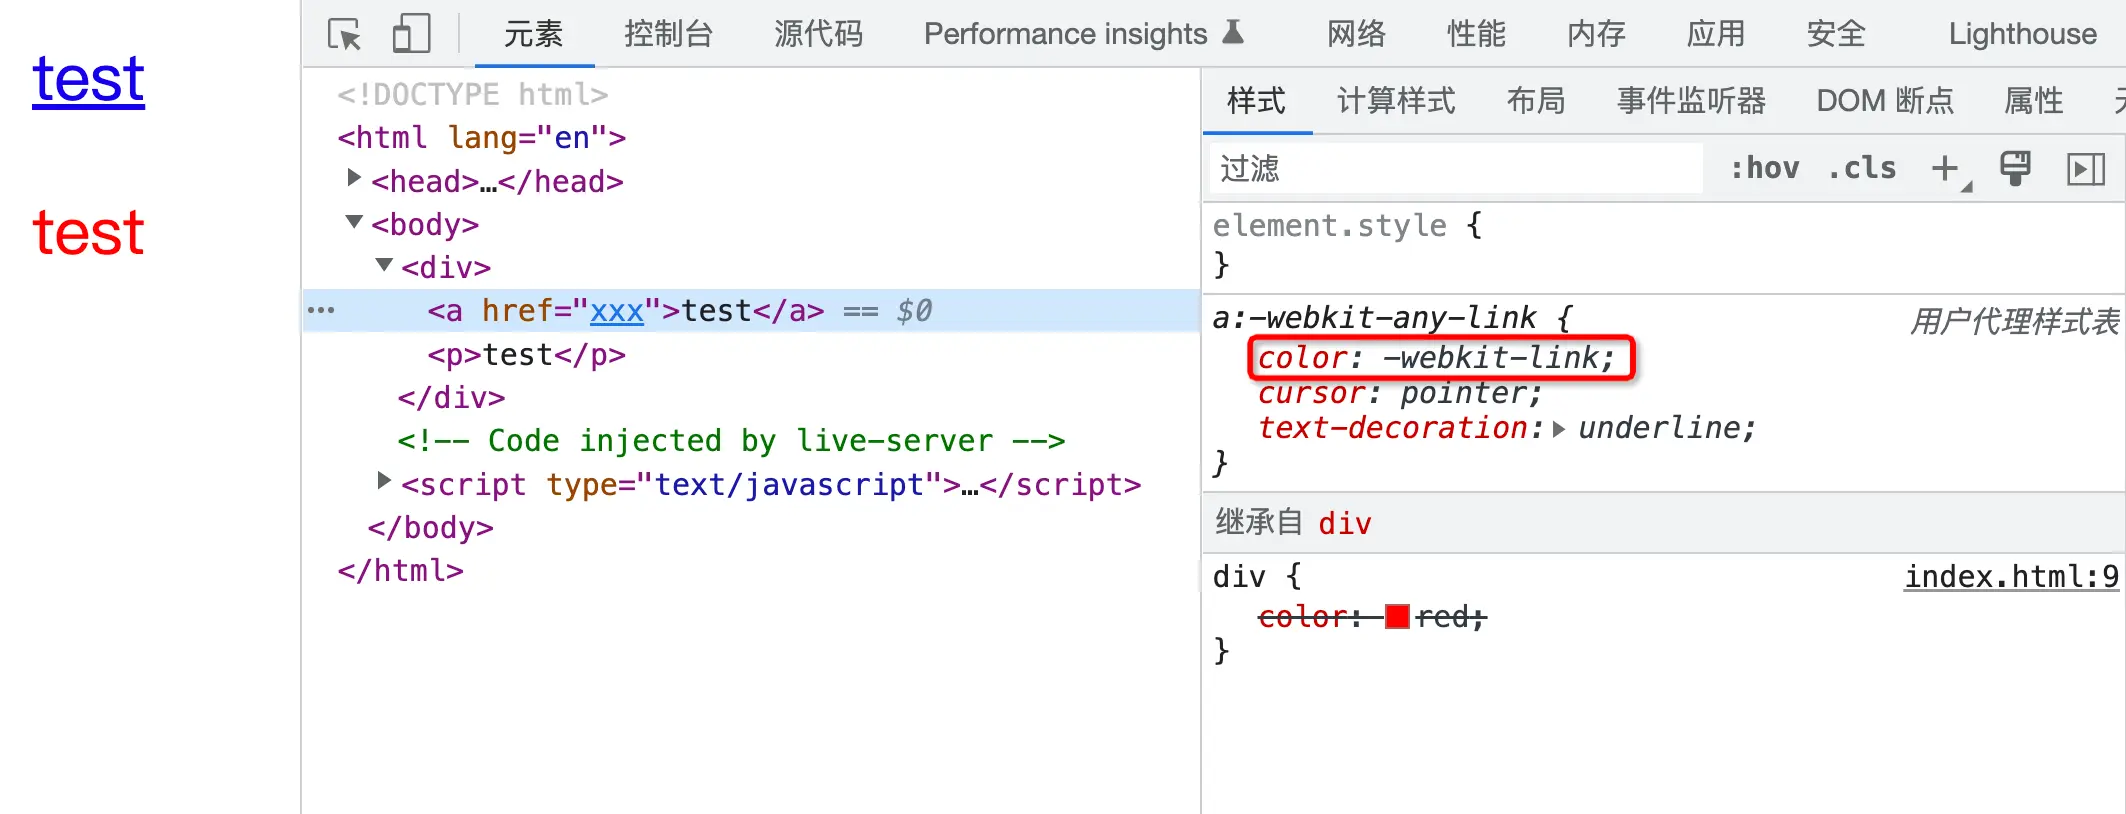 test
test
元素 控制台 源代码 Performance insights 网络 性能 内存 应用 安全 Lighthouse
<!DOCTYPE html>
<html lang="en">
<head>…</head>
<body>
<div>
<a href="xxx">test</a> == $0
<p>test</p>
</div>
<!-- Code injected by live-server -->
<script type="text/javascript">…</script>
</body>
</html>
样式 计算样式 布局 事件监听器 DOM 断点 属性
过滤 :hov .cls
element.style {
}
a:-webkit-any-link { 用户代理样式表
color: -webkit-link;
cursor: pointer;
text-decoration: underline;
}
继承自 div
div { index.html:9
color: red;
}